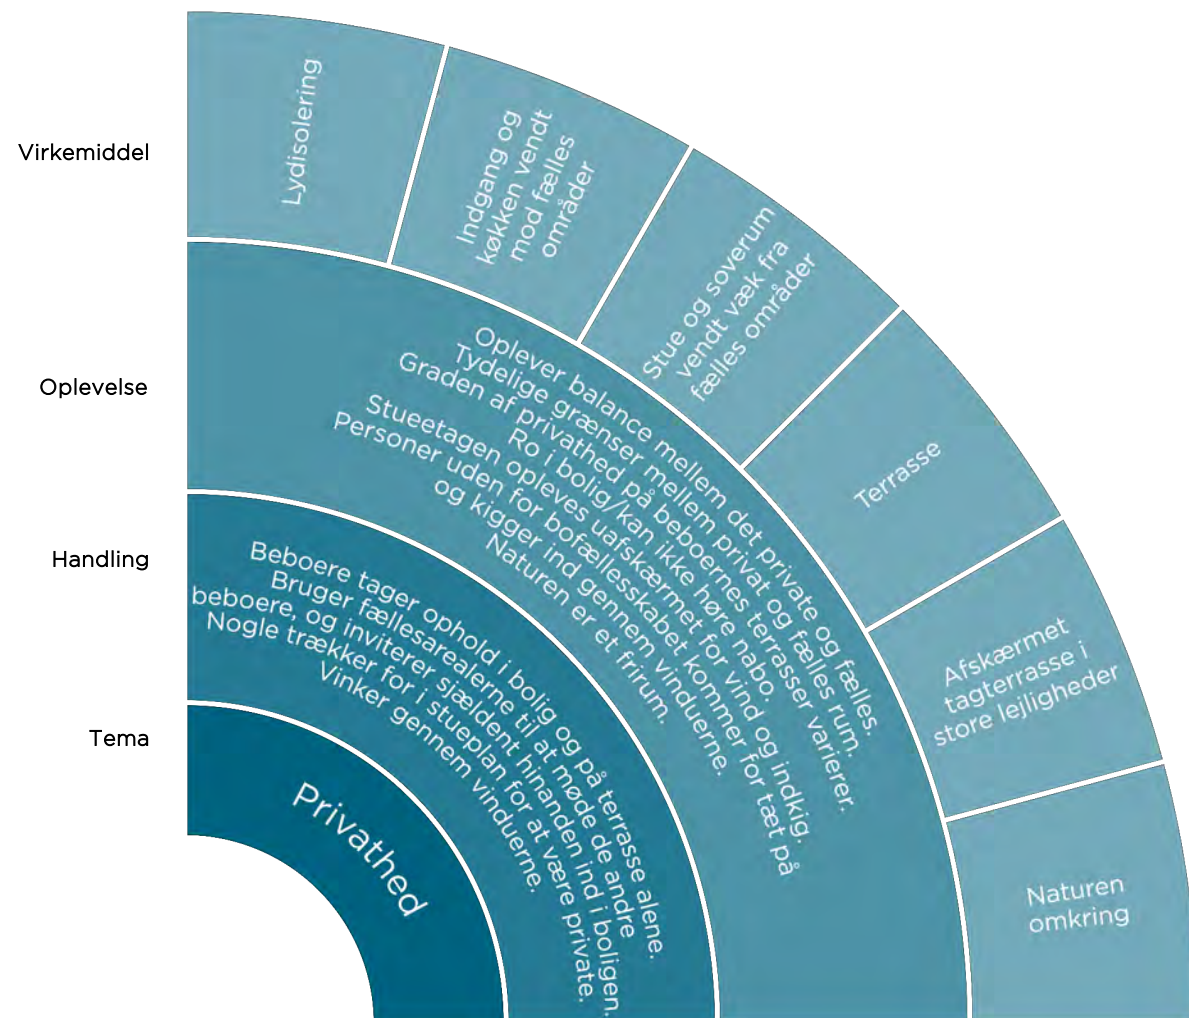 Virkemiddel
Lydisolering
Indgang og
køkken vendt
mod fælles
områder
Stue og soverum
vendt væk fra
fælles områder
Terrasse
Afskærmet
tagterrasse i
store lejligheder
Naturen
omkring
Oplevelse
Oplever balance mellem det private og fælles.
Tydelige grænser mellem privat og fælles rum.
Graden af privathed på beboernes terrasser varierer.
Ro i bolig/kan ikke høre nabo.
Stueetagen opleves uafskærmet for vind og indkig.
Personer uden for bofællesskabet kommer for tæt på
og kigger ind gennem vinduerne.
Naturen er et frirum.
Handling
Beboere tager ophold i bolig og på terrasse alene.
Bruger fællesarealerne til at møde de andre
beboere, og inviterer sjældent hinanden ind i boligen.
Nogle trækker for i stueplan for at være private.
Vinker gennem vinduerne.
Tema
Privathed